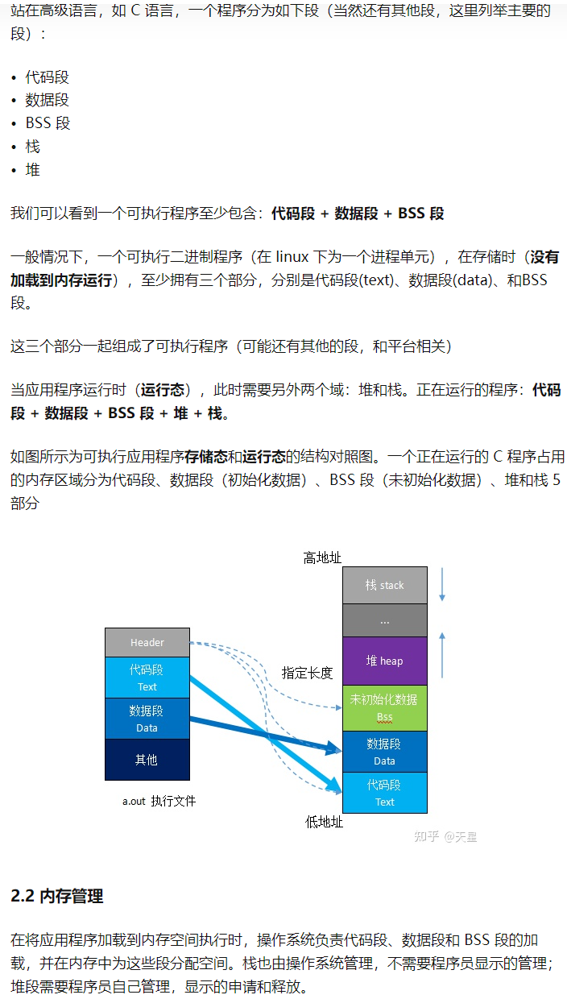 站在高级语言，如 C 语言，一个程序分为如下段（当然还有其他段，这里列举主要的
段）：
• 代码段
• 数据段
• BSS 段
• 栈
• 堆
我们可以看到一个可执行程序至少包含：代码段 + 数据段 + BSS 段
一般情况下，一个可执行二进制程序（在 linux 下为一个进程单元），在存储时（没有
加载到内存运行），至少拥有三个部分，分别是代码段(text)、数据段(data)、和BSS
段。
这三个部分一起组成了可执行程序（可能还有其他的段，和平台相关）
当应用程序运行时（运行态），此时需要另外两个域：堆和栈。正在运行的程序：代码
段 + 数据段 + BSS 段 + 堆 + 栈。
如图所示为可执行应用程序存储态和运行态的结构对照图。一个正在运行的 C 程序占用
的内存区域分为代码段、数据段（初始化数据）、BSS 段（未初始化数据）、堆和栈 5
部分
高地址
栈 stack
...
堆 heap
指定长度
未初始化数据
Bss
数据段
Data
代码段
Text
低地址
Header
代码段
Text
数据段
Data
其他
a.out 执行文件
知乎 @天星
2.2 内存管理
在将应用程序加载到内存空间执行时，操作系统负责代码段、数据段和 BSS 段的加
载，并在内存中为这些段分配空间。栈也由操作系统管理，不需要程序员显示的管理；
堆段需要程序员自己管理，显示的申请和释放。